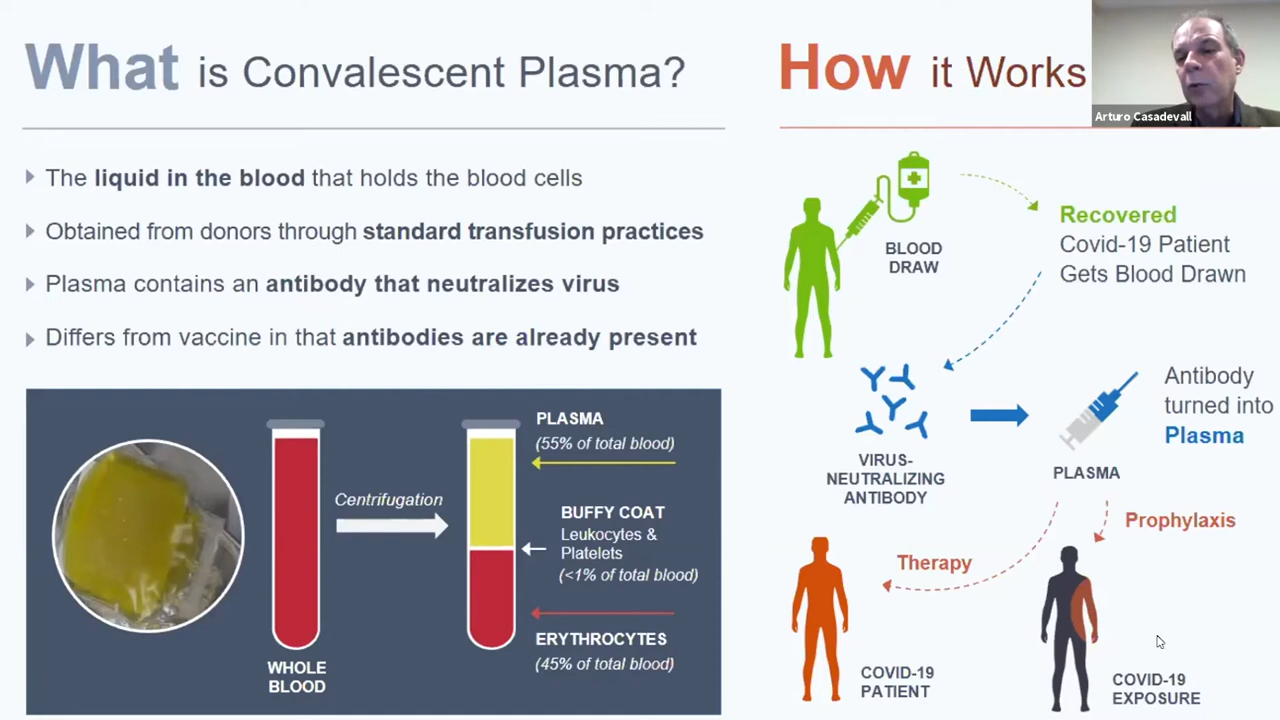 What is Convalescent Plasma?
The liquid in the blood that holds the blood cells
Obtained from donors through standard transfusion practices
Plasma contains an antibody that neutralizes virus
Differs from vaccine in that antibodies are already present
PLASMA
(55% of total blood)
Centrifugation
BUFFY COAT
Leukocytes &
Platelets
(<1% of total blood)
ERYTHROCYTES
(45% of total blood)
WHOLE
BLOOD
How it Works
Arturo Casadevall
BLOOD
DRAW
Recovered
Covid-19 Patient
Gets Blood Drawn
VIRUS-
NEUTRALIZING
ANTIBODY
PLASMA
Antibody
turned into
Plasma
Prophylaxis
Therapy
COVID-19
PATIENT
COVID-19
EXPOSURE